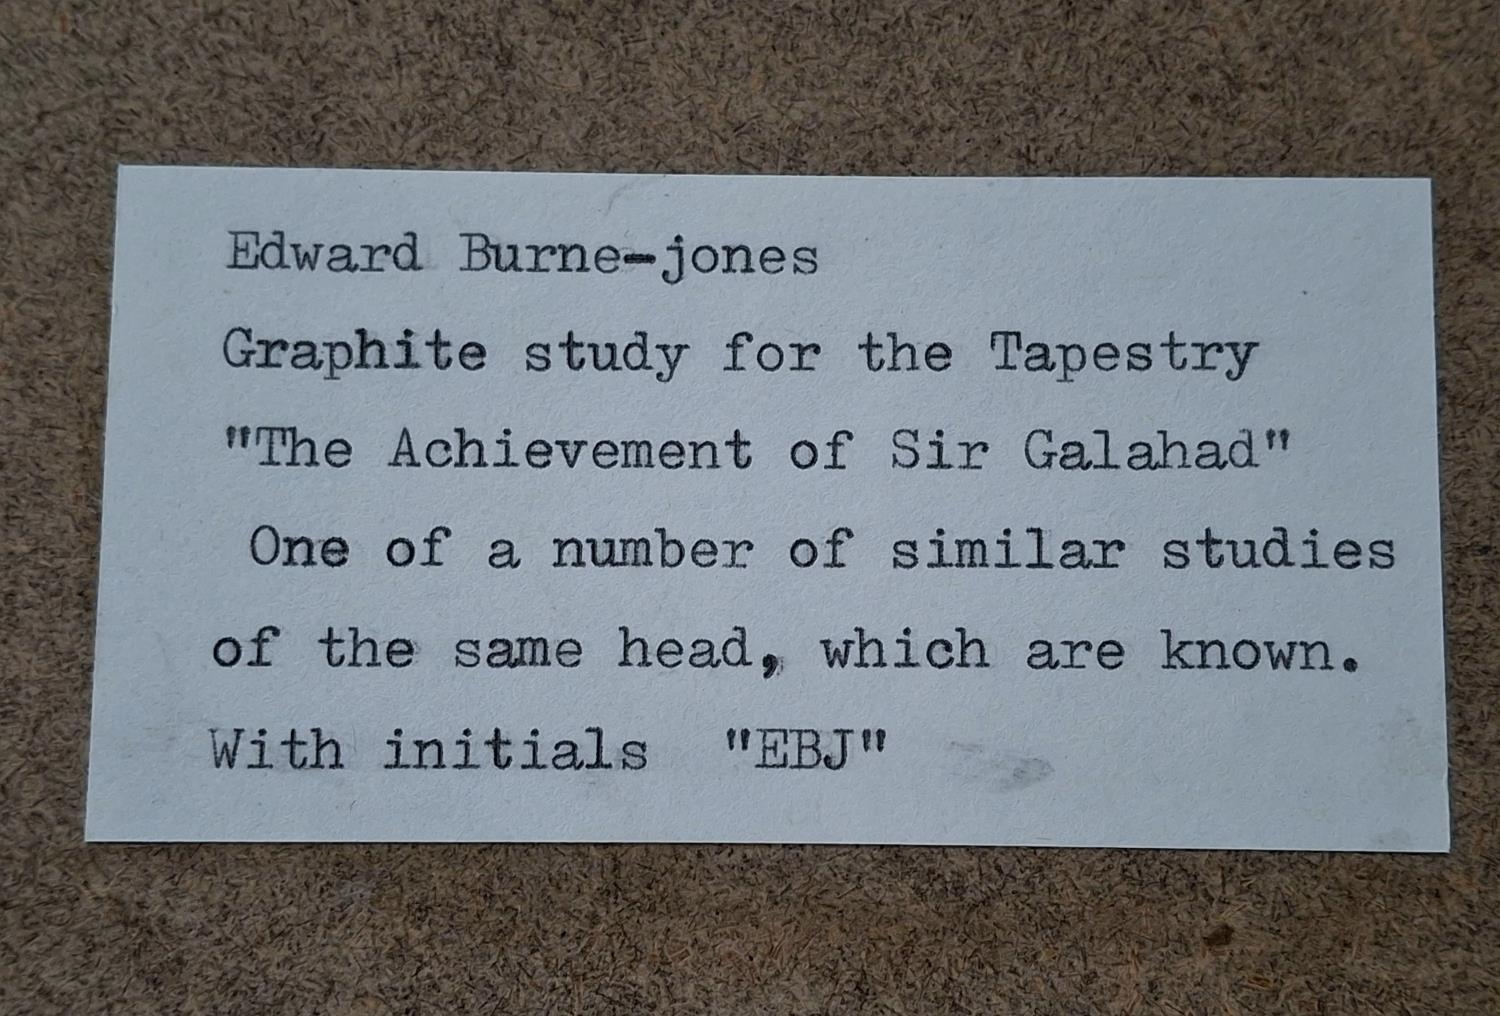 Edward Burne-jones
Graphite study for the Tapestry
"The Achievement of Sir Galahad"
One of a number of similar studies
of the same head, which are known.
With initials "EBJ"